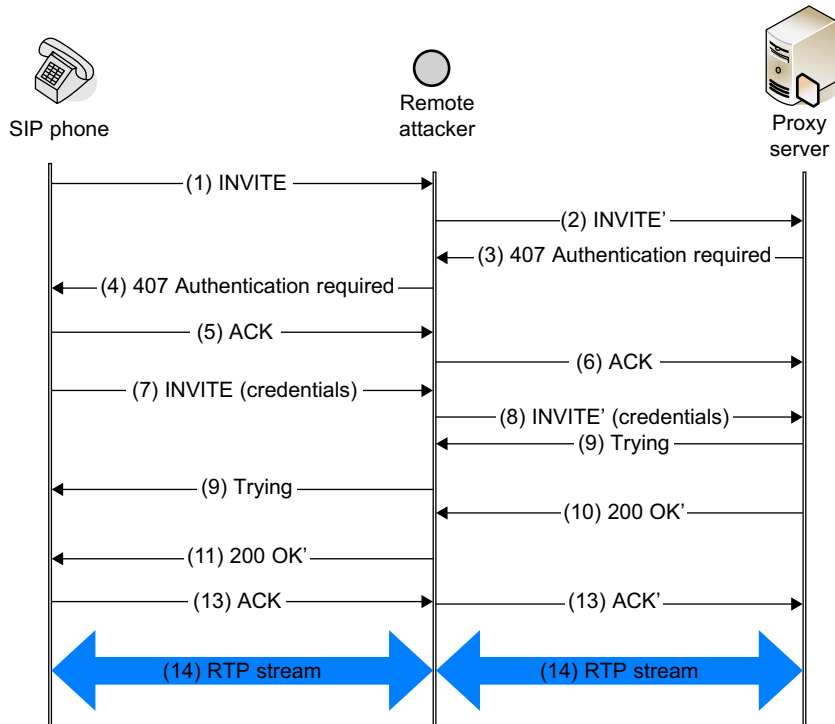 SIP phone
Remote
attacker
Proxy
server
(1) INVITE
(2) INVITE’
(3) 407 Authentication required
(4) 407 Authentication required
(5) ACK
(6) ACK
(7) INVITE (credentials)
(8) INVITE’ (credentials)
(9) Trying
(9) Trying
(10) 200 OK’
(11) 200 OK’
(13) ACK
(13) ACK’
(14) RTP stream
(14) RTP stream